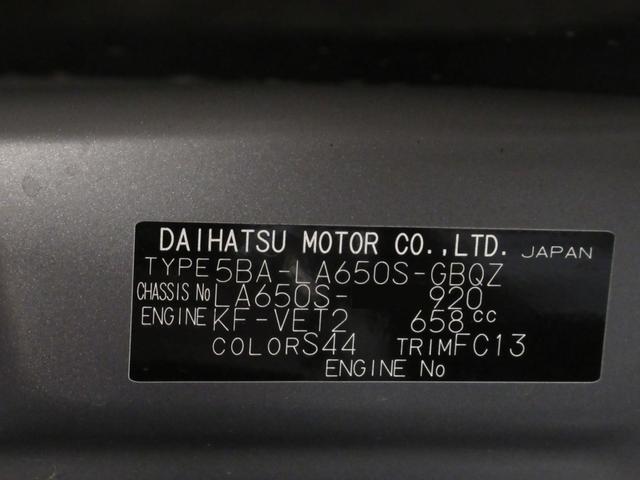 DAIHATSU MOTOR CO.,LTD. JAPAN
TYPE 5BA-LA650S-GBQZ
CHASSIS No LA650S- 920
ENGINE KF-VET2 658cc
COLOR S44 TRIM FC13
ENGINE No